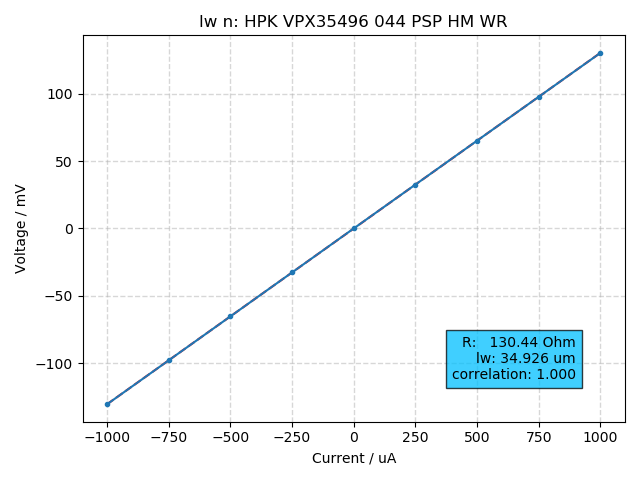 lw n: HPK VPX35496 044 PSP HM WR
Voltage / mV
100
50
0
−50
−100
R: 130.44 Ohm
lw: 34.926 um
correlation: 1.000
−1000 −750 −500 −250 0 250 500 750 1000
Current / uA